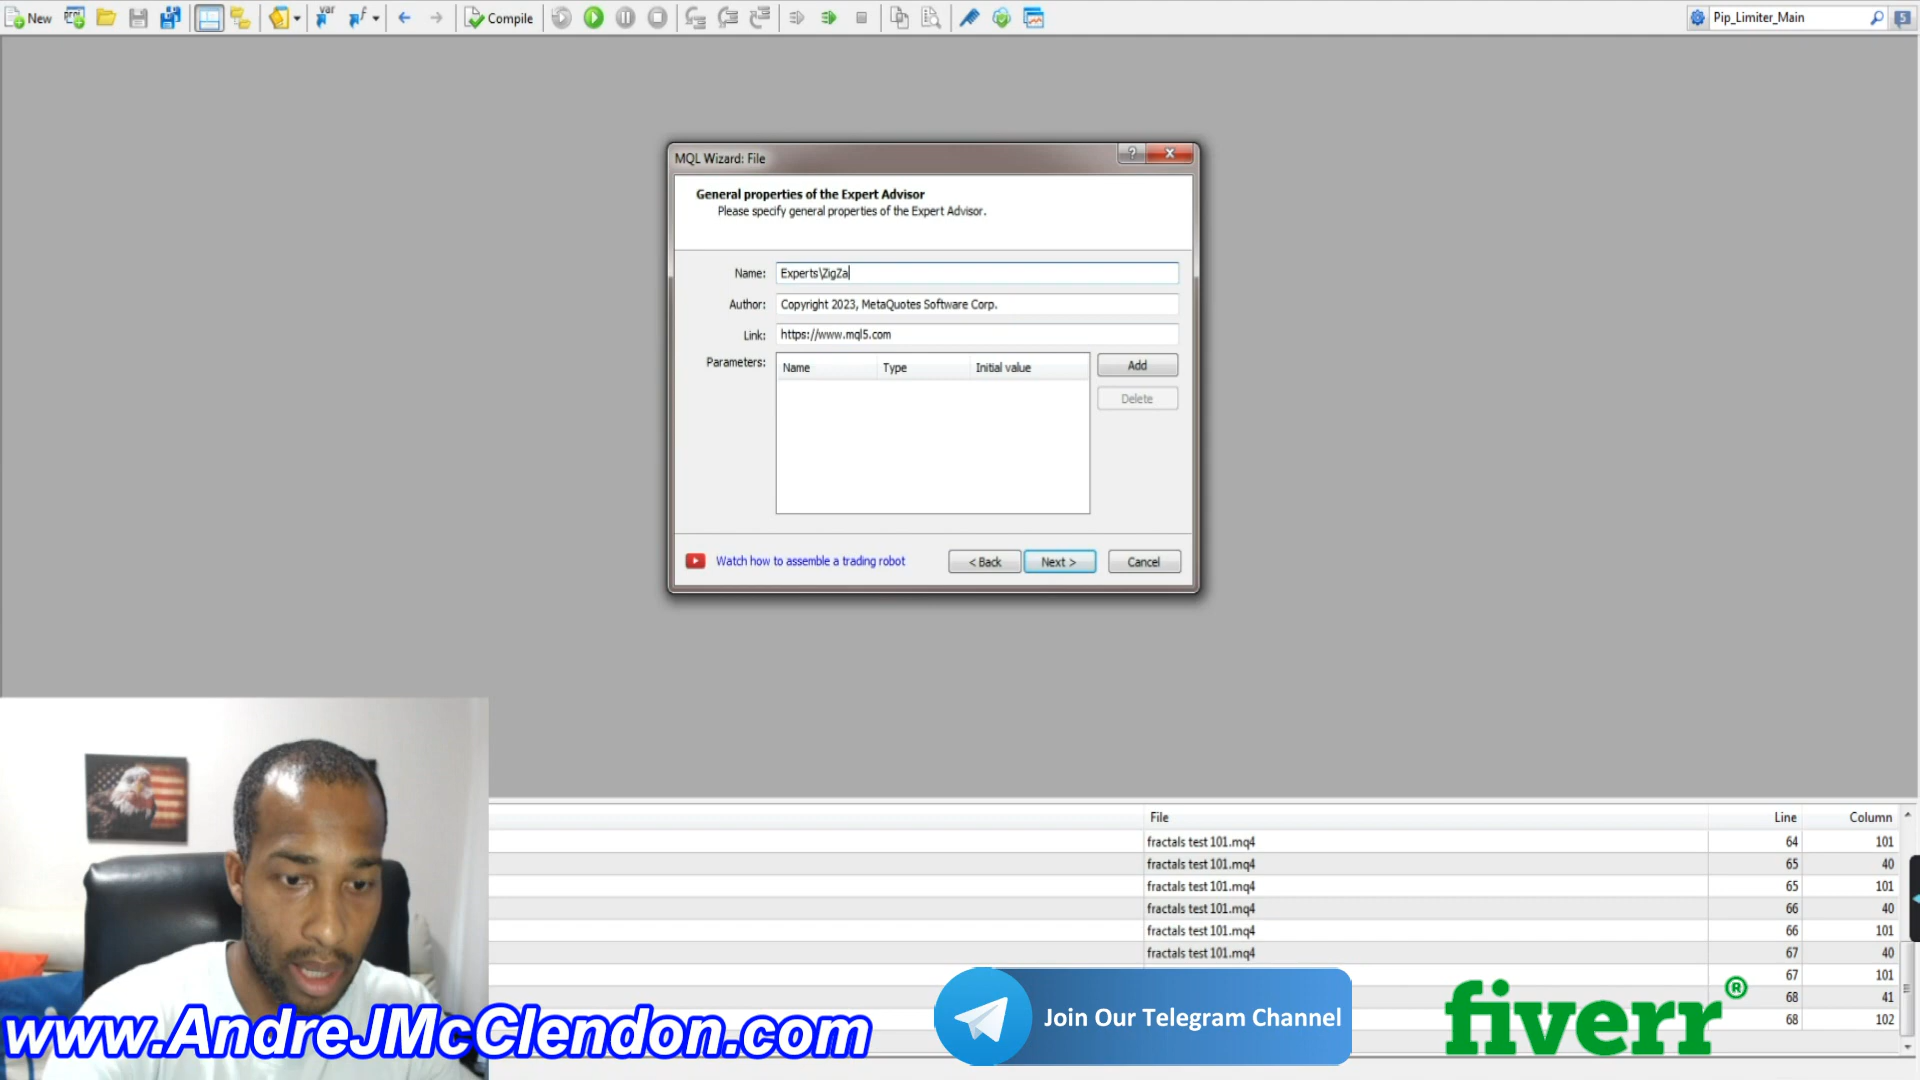 New
var
Compile
Pip_Limiter_Main
5
MQL Wizard: File
?
General properties of the Expert Advisor
Please specify general properties of the Expert Advisor.
Name: Experts\ZigZa
Author: Copyright 2023, MetaQuotes Software Corp.
Link: https://www.mql5.com
Parameters: Name Type Initial value
Add
Delete
Watch how to assemble a trading robot < Back Next > Cancel
File Line Column
fractals test 101.mq4 64 101
fractals test 101.mq4 65 40
fractals test 101.mq4 65 101
fractals test 101.mq4 66 40
fractals test 101.mq4 66 101
fractals test 101.mq4 67 40
67 101
68 41
68 102
www.AndreJMcClendon.com
Join Our Telegram Channel
fiverr®